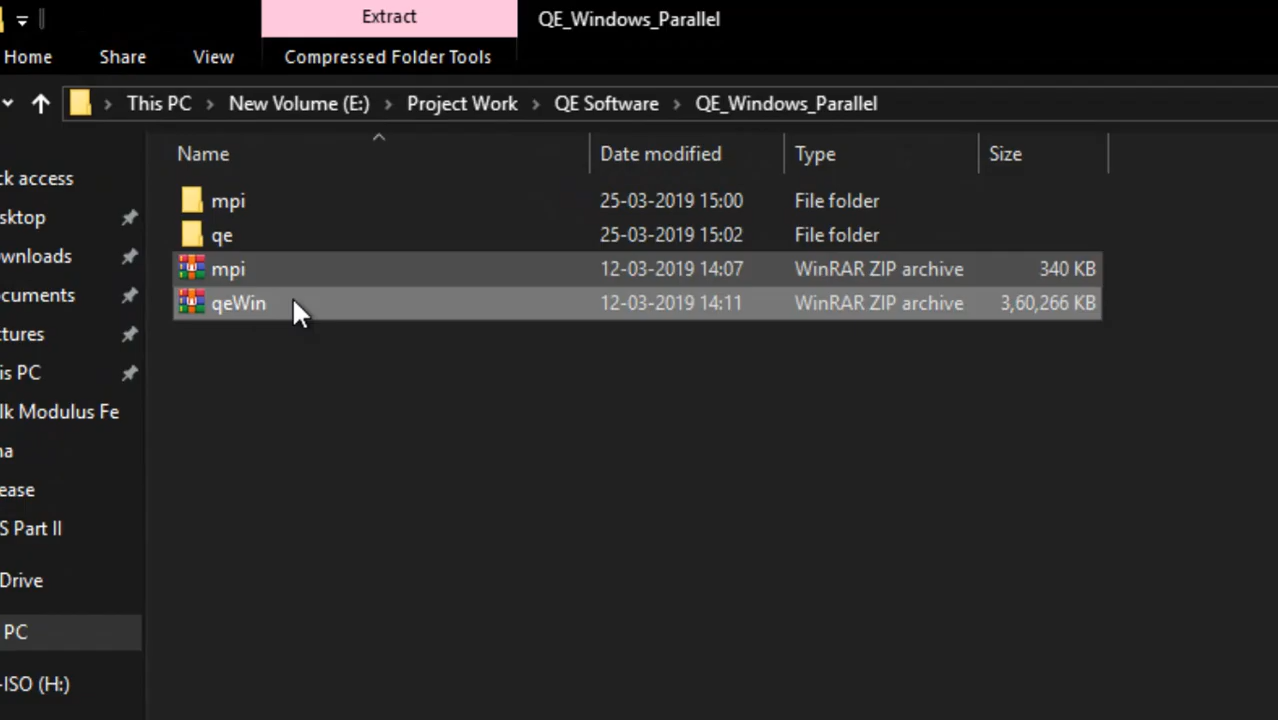 Extract
QE_Windows_Parallel
Home Share View Compressed Folder Tools
This PC > New Volume (E:) > Project Work > QE Software > QE_Windows_Parallel
Name Date modified Type Size
ck access
sktop
wnloads
cuments
tures
is PC
lk Modulus Fe
na
ease
S Part II
Drive
PC
-ISO (H:)
mpi 25-03-2019 15:00 File folder
qe 25-03-2019 15:02 File folder
mpi 12-03-2019 14:07 WinRAR ZIP archive 340 KB
qeWin 12-03-2019 14:11 WinRAR ZIP archive 3,60,266 KB